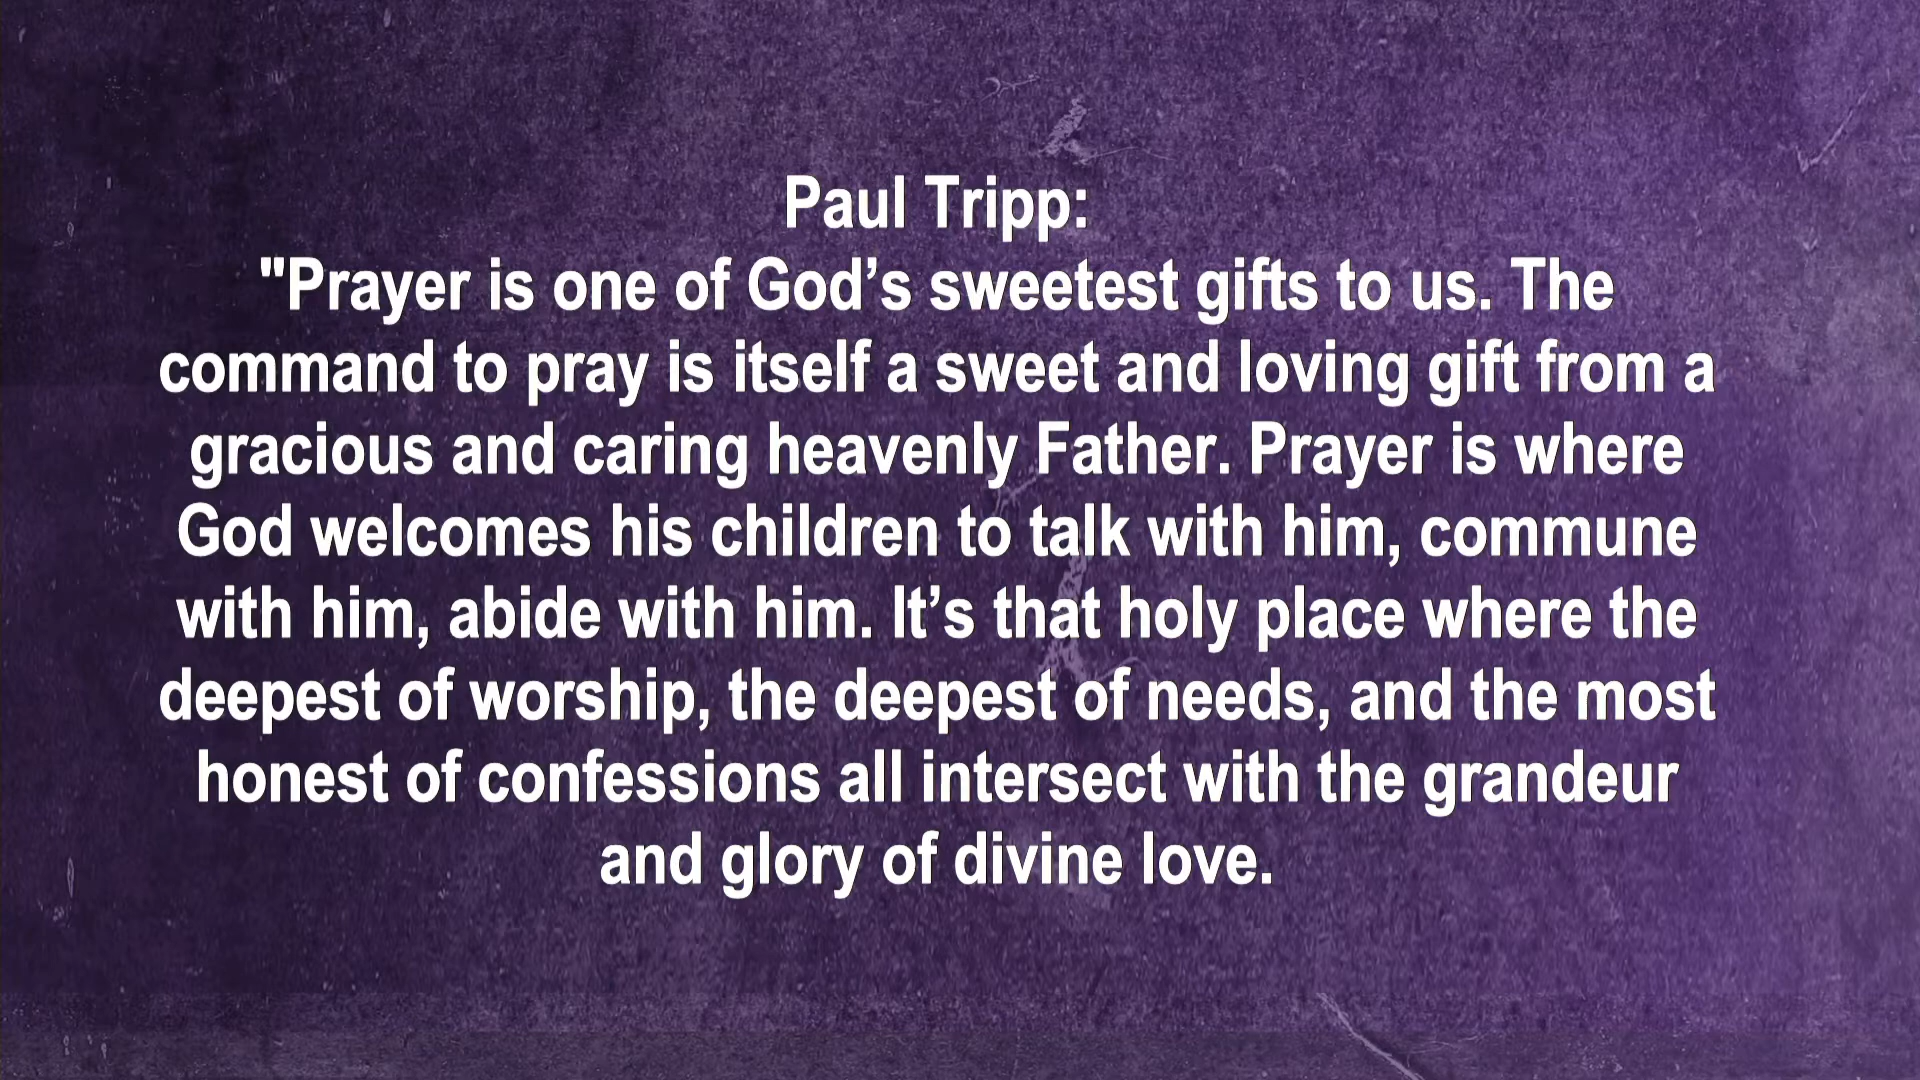 Paul Tripp:
"Prayer is one of God’s sweetest gifts to us. The
command to pray is itself a sweet and loving gift from a
gracious and caring heavenly Father. Prayer is where
God welcomes his children to talk with him, commune
with him, abide with him. It’s that holy place where the
deepest of worship, the deepest of needs, and the most
honest of confessions all intersect with the grandeur
and glory of divine love.